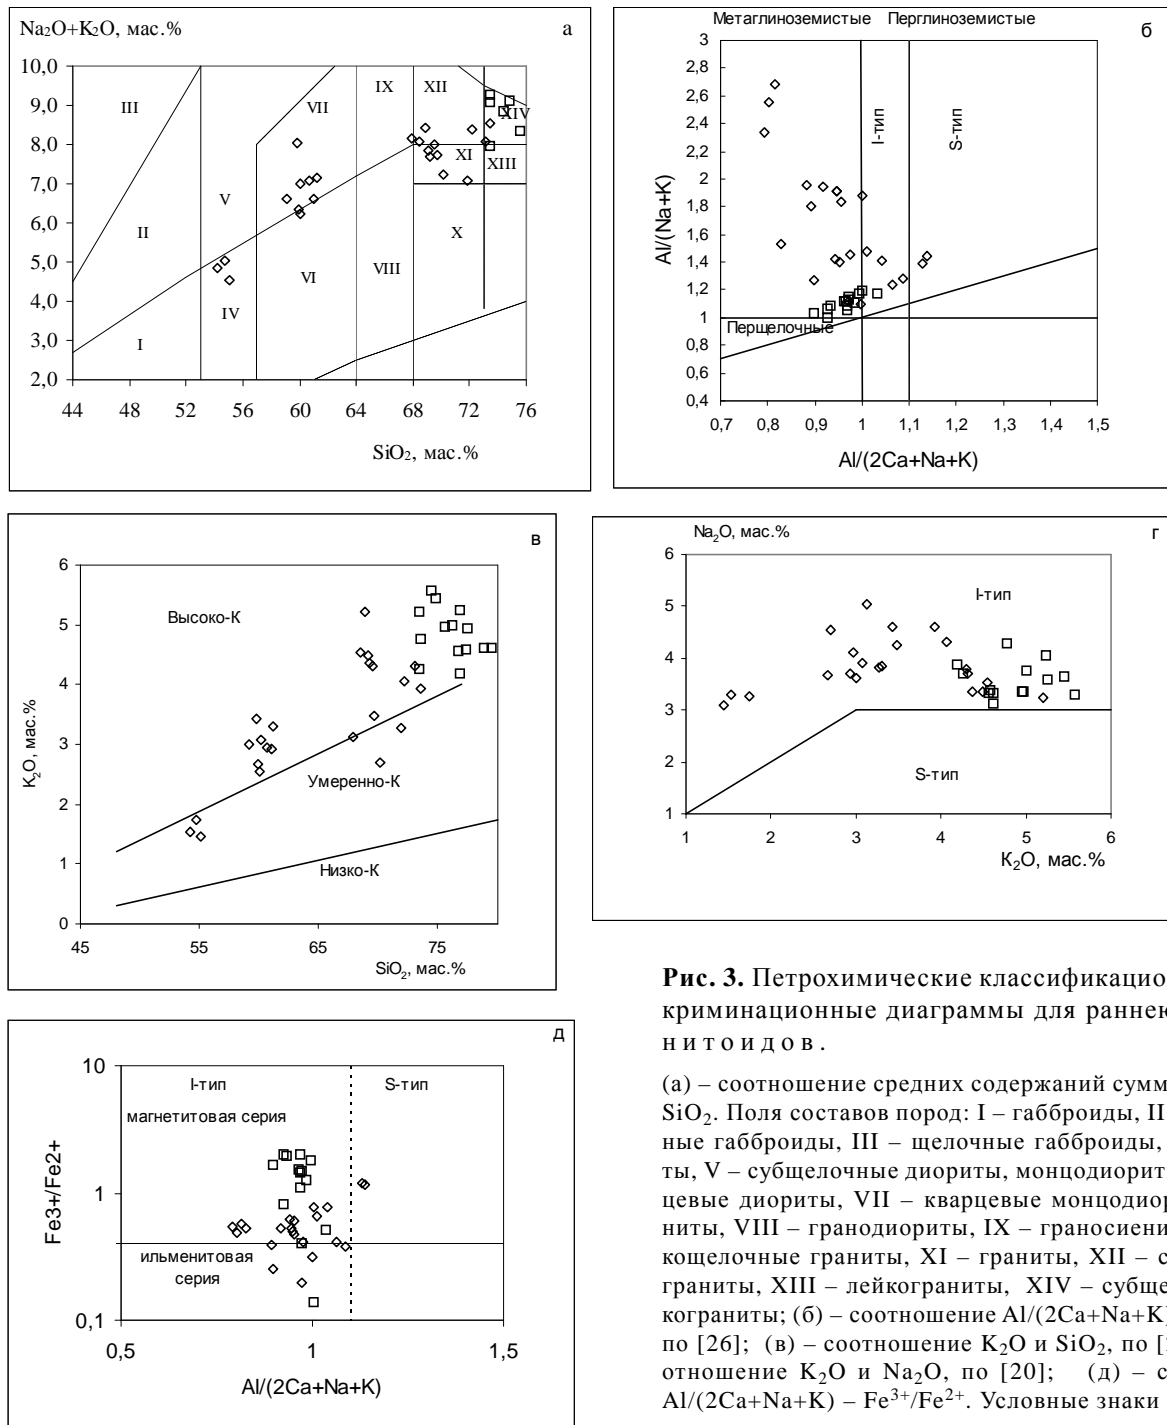 Na2O+K2O, мас.%
а
10,0
9,0
8,0
7,0
6,0
5,0
4,0
3,0
2,0
III
VII
IX
XII
XIV
XI
XIII
V
II
X
VI
VIII
IV
I
44 48 52 56 60 64 68 72 76
SiO2, мас.%
Метаглиноземистые Перглиноземистые
б
3
2,8
2,6
2,4
2,2
2
1,8
1,6
1,4
1,2
1
0,8
0,6
0,4
Al/(Na+K)
I-тип
S-тип
Перщелочные
0,7 0,8 0,9 1 1,1 1,2 1,3 1,4 1,5
Al/(2Ca+Na+K)
в
6
5
4
3
2
1
0
K2O, мас.%
Высоко-К
Умеренно-К
Низко-К
45 55 65 75
SiO2, мас.%
Na2O, мас.%
г
6
5
4
3
2
1
I-тип
S-тип
1 2 3 4 5 6
К2О, мас.%
д
10
1
0,1
Fe3+/Fe2+
I-тип S-тип
магнетитовая серия
ильменитовая
серия
0,5 1 1,5
Al/(2Ca+Na+K)
Рис. 3. Петрохимические классификацио
криминационные диаграммы для раннею
нитоидов.
(а) – соотношение средних содержаний сумм
SiO2. Поля составов пород: I – габброиды, II
ные габброиды, III – щелочные габброиды,
ты, V – субщелочные диориты, монцодиорит
цевые диориты, VII – кварцевые монцодиор
ниты, VIII – гранодиориты, IX – граносиени
кощелочные граниты, XI – граниты, XII – с
граниты, XIII – лейкограниты, XIV – субще
кограниты; (б) – соотношение Al/(2Ca+Na+K)
по [26]; (в) – соотношение K2O и SiO2, по [
отношение K2O и Na2O, по [20]; (д) – с
Al/(2Ca+Na+K) – Fe3+/Fe2+. Условные знаки